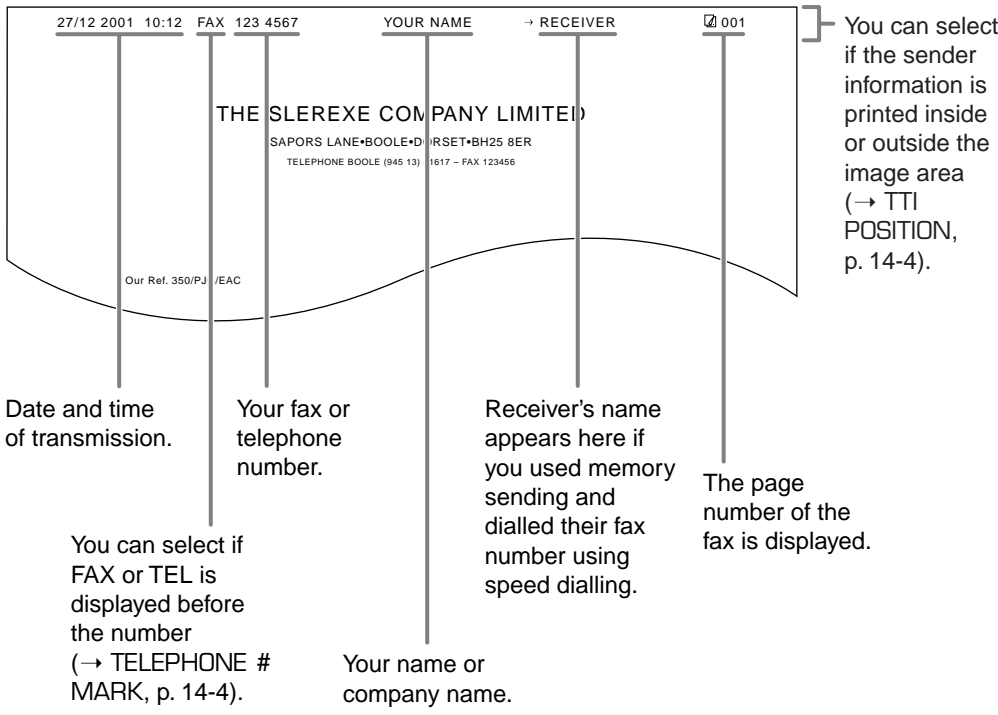 27/12 2001 10:12 FAX 123 4567 YOUR NAME → RECEIVER 001
You can select
if the sender
information is
printed inside
or outside the
image area
(→ TTI
POSITION,
p. 14-4).
THE SLEREXE COMPANY LIMITED
SAPORS LANE•BOOLE•DORSET•BH25 8ER
TELEPHONE BOOLE (945 13) 1617 – FAX 123456
Our Ref. 350/PJ /EAC
Date and time
of transmission.
Your fax or
telephone
number.
Receiver's name
appears here if
you used memory
sending and
dialled their fax
number using
speed dialling.
The page
number of the
fax is displayed.
You can select if
FAX or TEL is
displayed before
the number
(→ TELEPHONE #
MARK, p. 14-4).
Your name or
company name.